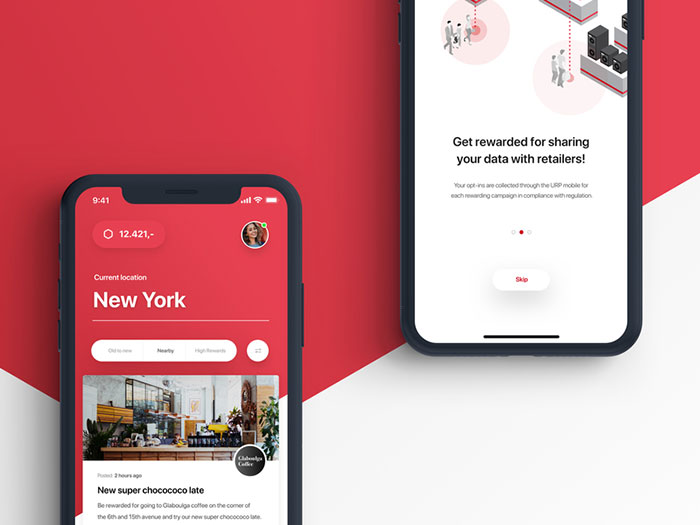 9:41
12.421,-
Current location
New York
Old to new
Nearby
High Rewards
Glaboulga
Coffee
Posted: 2 hours ago
New super chocococo late
Be rewarded for going to Glaboulga coffee on the corner of
the 6th and 15th avenue and try our new super chocococo late.
Get rewarded for sharing
your data with retailers!
Your opt-ins are collected through the URP mobile for
each rewarding campaign in compliance with regulation.
Skip